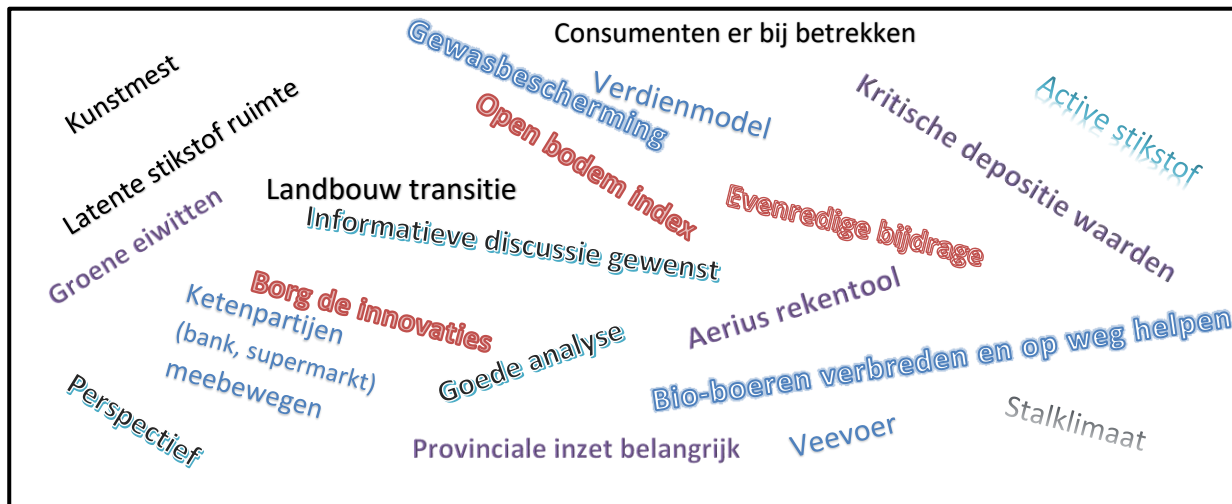 Consumenten er bij betrekken
Kunstmest
Gewasbescherming
Verdienmodel
Kritische depositie waarden
Active stikstof
Latente stikstof ruimte
Open bodem index
Landbouw transitie
Evenredige bijdrage
Groene eiwitten
Informatieve discussie gewenst
Borg de innovaties
Ketenpartijen
(bank, supermarkt)
meebewegen
Aerius rekentool
Goede analyse
Bio-boeren verbreden en op weg helpen
Perspectief
Provinciale inzet belangrijk
Veevoer
Stalklimaat